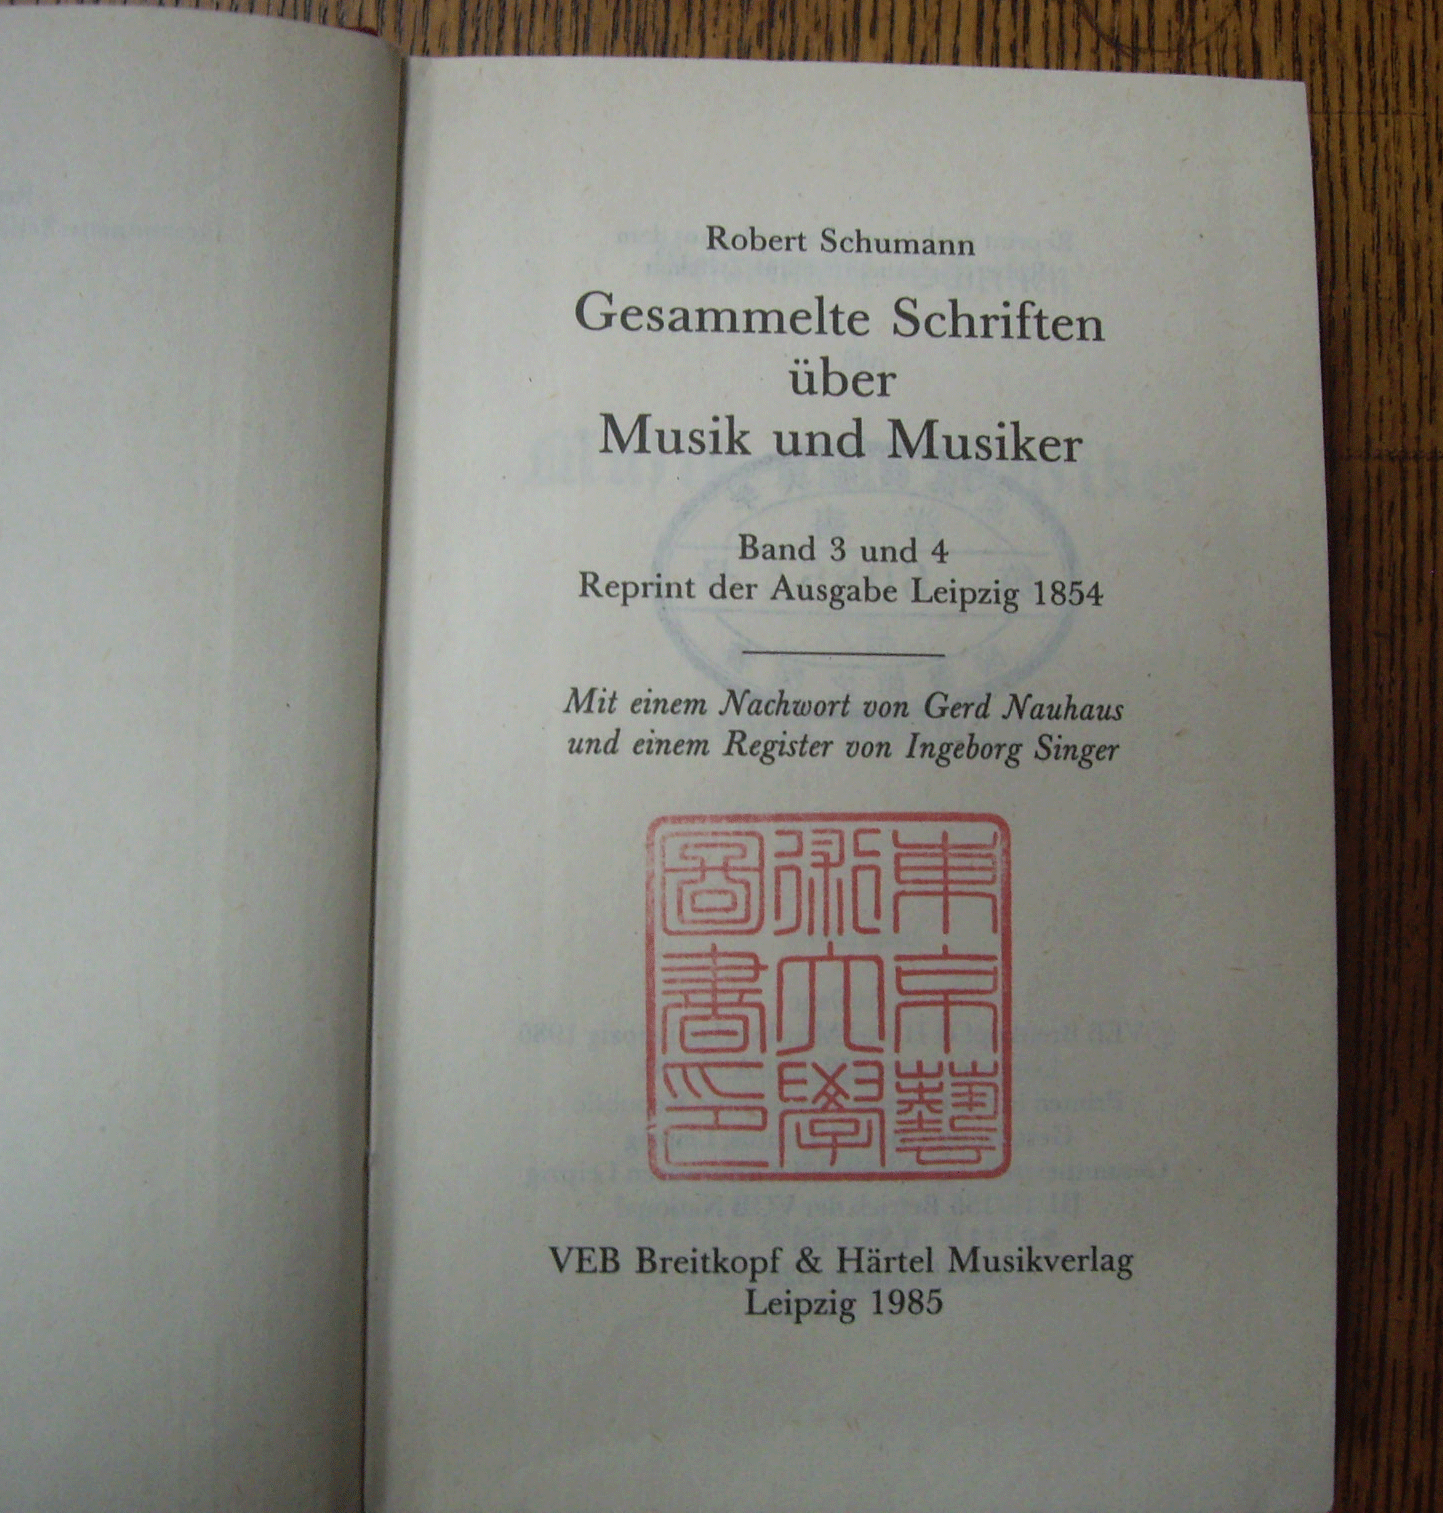 Robert Schumann
Gesammelte Schriften
über
Musik und Musiker
Band 3 und 4
Reprint der Ausgabe Leipzig 1854
Mit einem Nachwort von Gerd Nauhaus
und einem Register von Ingeborg Singer
東京藝
術大學
圖書印
VEB Breitkopf & Härtel Musikverlag
Leipzig 1985